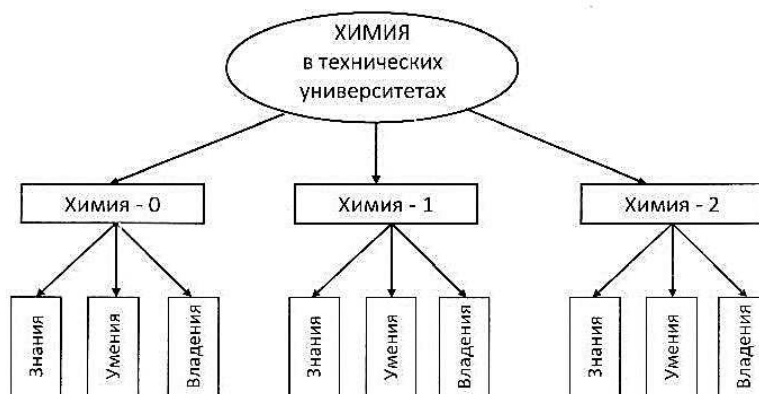 ХИМИЯ
в технических
университетах
Химия - 0
Химия - 1
Химия - 2
Знания
Умения
Владения
Знания
Умения
Владения
Знания
Умения
Владения